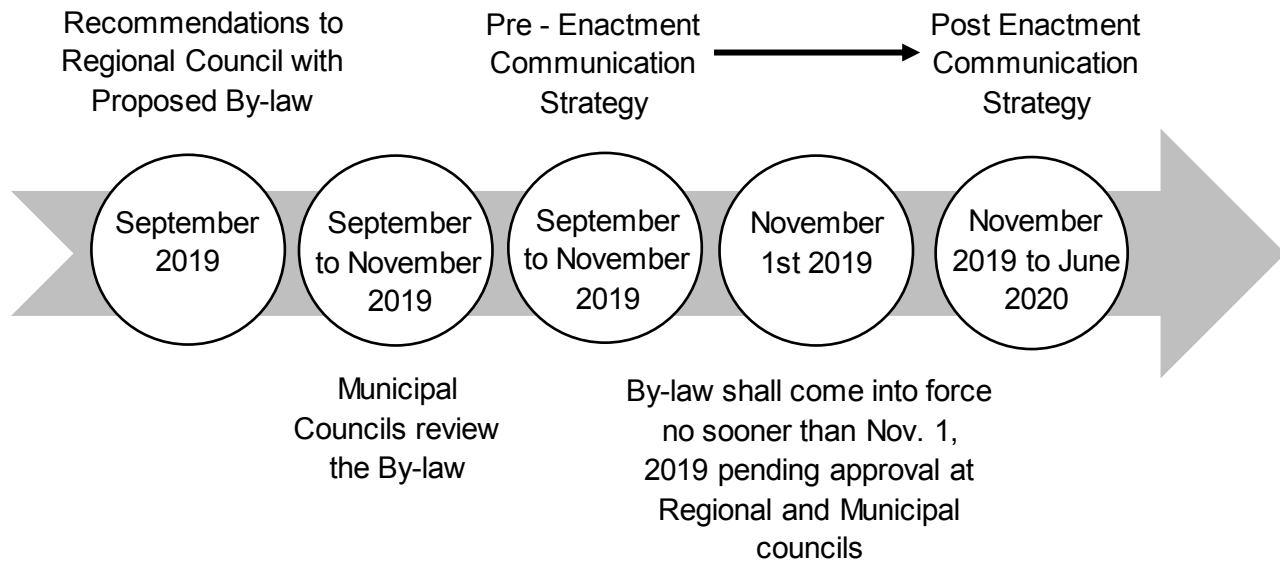 Recommendations to
Regional Council with
Proposed By-law
Pre - Enactment
Communication
Strategy
Post Enactment
Communication
Strategy
September
2019
September
to November
2019
September
to November
2019
November
1st 2019
November
2019 to June
2020
Municipal
Councils review
the By-law
By-law shall come into force
no sooner than Nov. 1,
2019 pending approval at
Regional and Municipal
councils